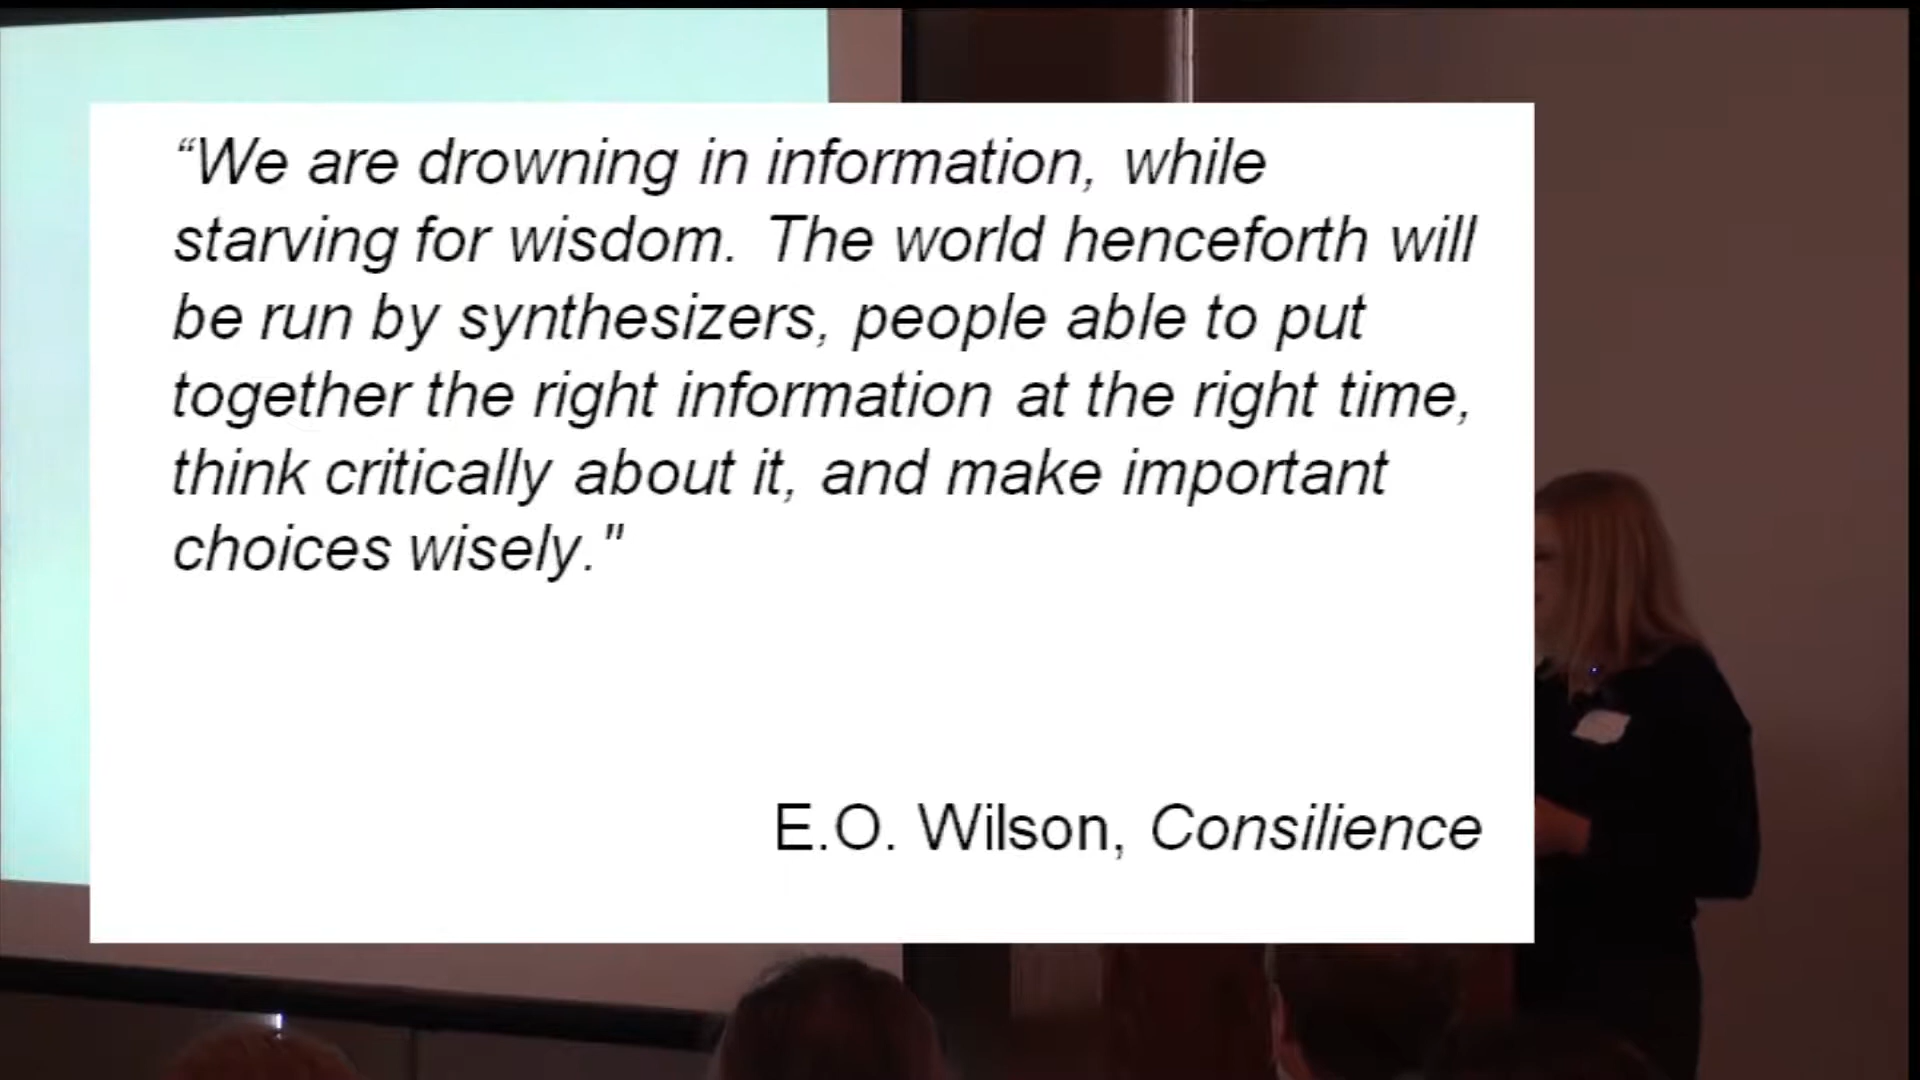 “We are drowning in information, while
starving for wisdom. The world henceforth will
be run by synthesizers, people able to put
together the right information at the right time,
think critically about it, and make important
choices wisely."
E.O. Wilson, Consilience